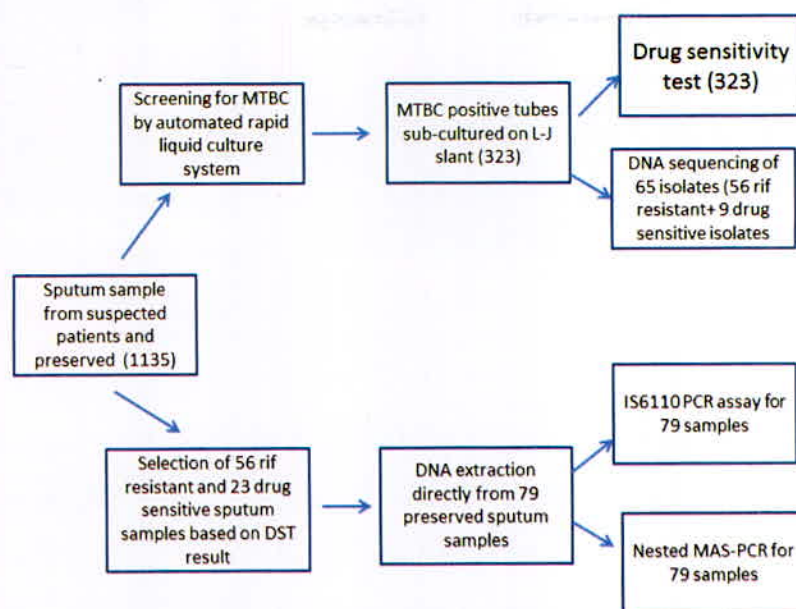 Drug sensitivity
test (323)
Screening for MTBC
by automated rapid
liquid culture
system
MTBC positive tubes
sub-cultured on L-J
slant (323)
DNA sequencing of
65 isolates (56 rif
resistant+ 9 drug
sensitive isolates
Sputum sample
from suspected
patients and
preserved (1135)
IS6110 PCR assay for
79 samples
Selection of 56 rif
resistant and 23 drug
sensitive sputum
samples based on DST
result
DNA extraction
directly from 79
preserved sputum
samples
Nested MAS-PCR for
79 samples